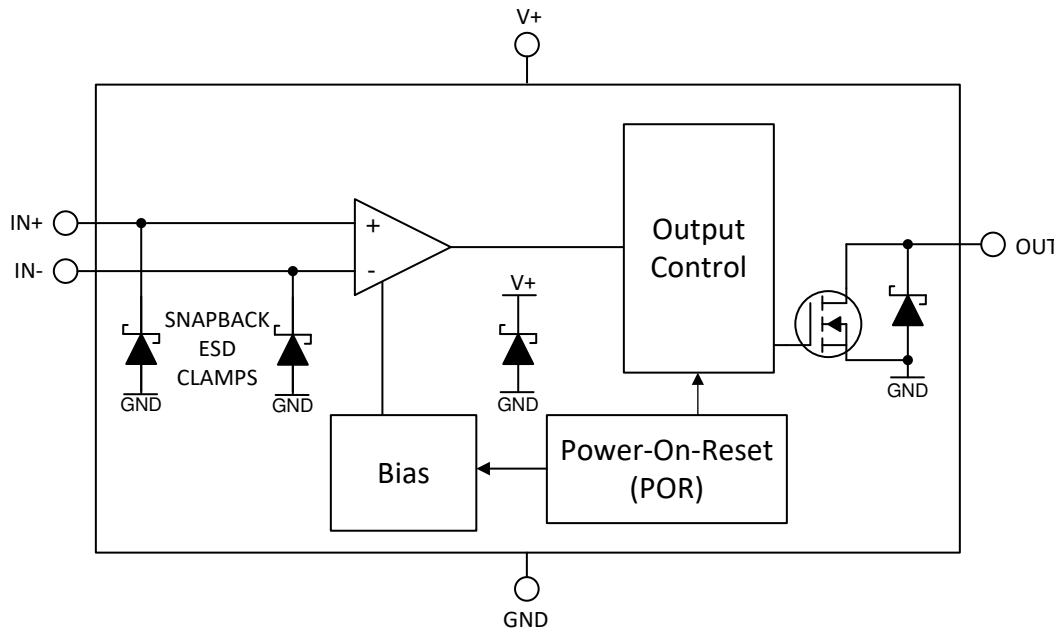 V+
IN+
IN-
+
-
Output
Control
OUT
V+
SNAPBACK
ESD
CLAMPS
GND
GND
GND
GND
Bias
Power-On-Reset
(POR)
GND